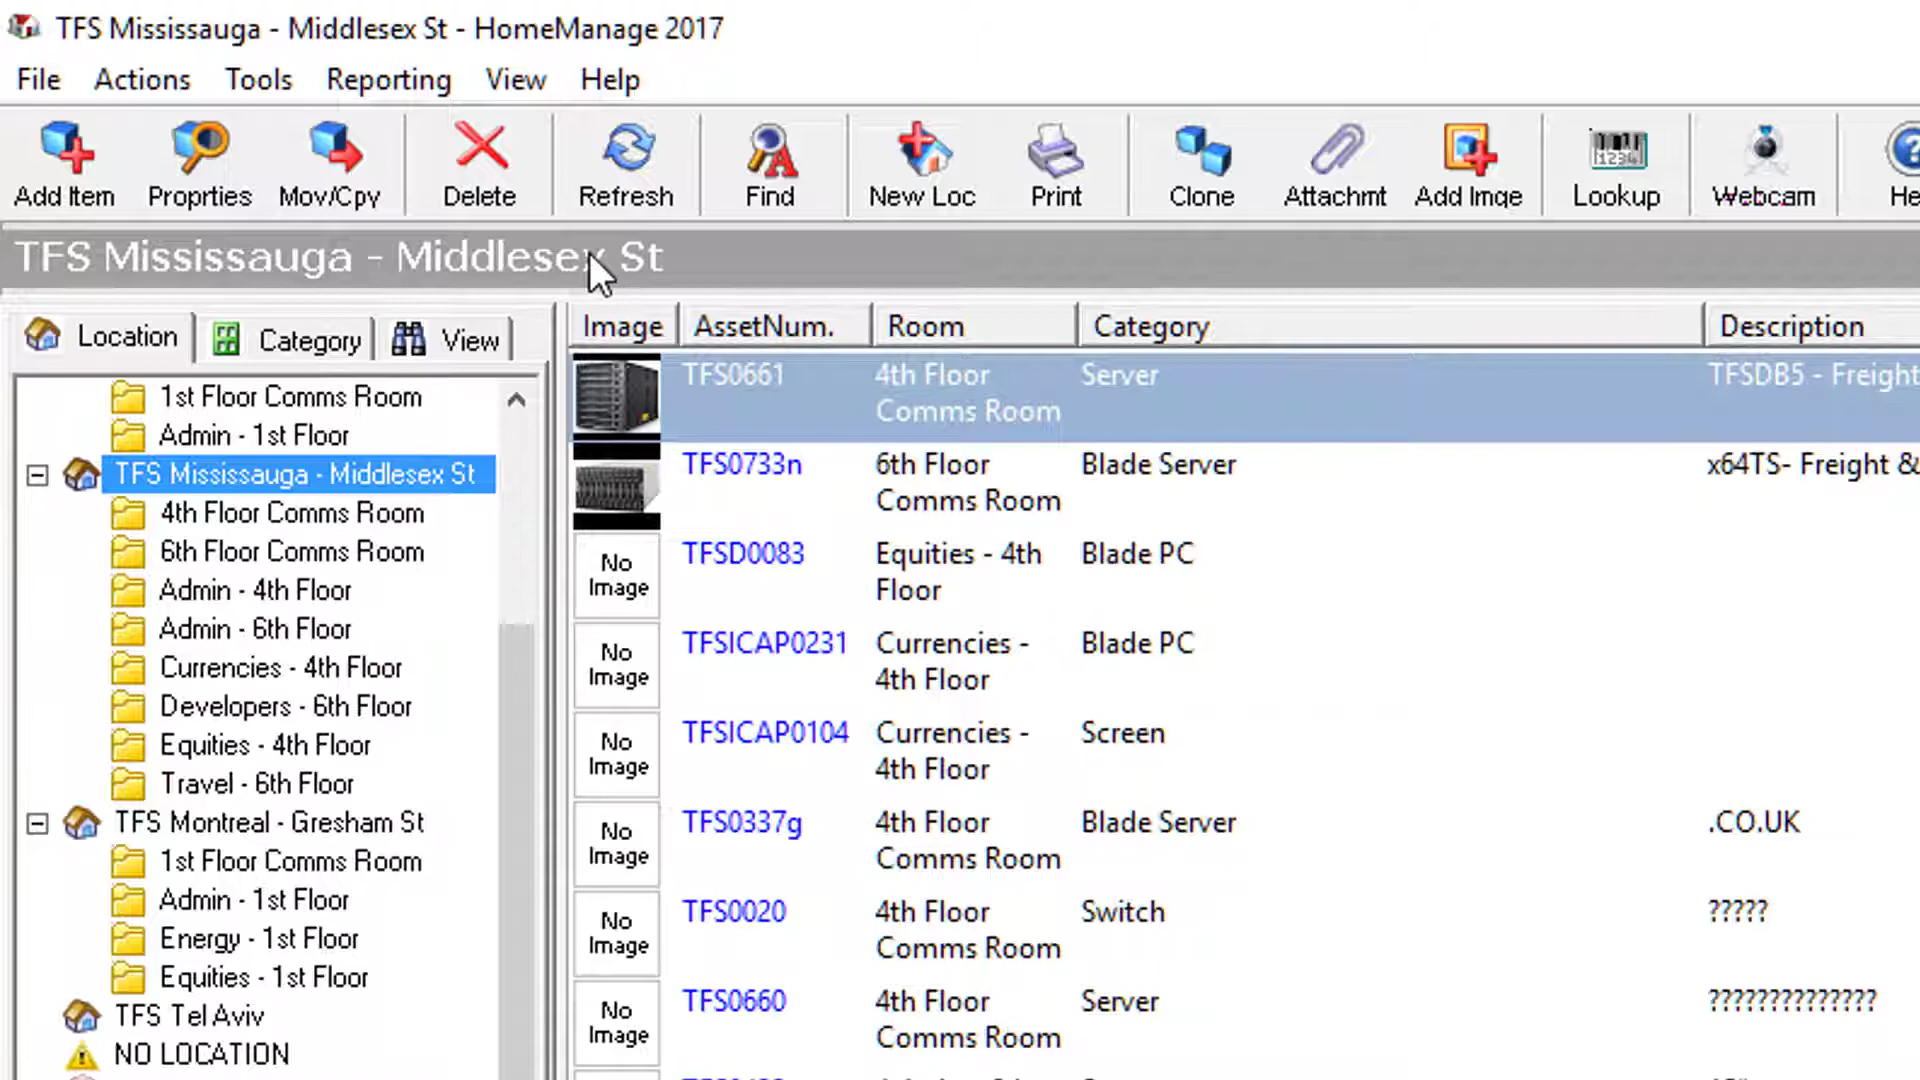 TFS Mississauga - Middlesex St - HomeManage 2017
File Actions Tools Reporting View Help
Add Item Proprties Mov/Cpy Delete Refresh Find New Loc Print Clone Attachmt Add Imge Lookup Webcam He
TFS Mississauga - Middlesex St
Location Category View
Image AssetNum. Room Category Description
1st Floor Comms Room
Admin - 1st Floor
TFS Mississauga - Middlesex St
4th Floor Comms Room
6th Floor Comms Room
Admin - 4th Floor
Admin - 6th Floor
Currencies - 4th Floor
Developers - 6th Floor
Equities - 4th Floor
Travel - 6th Floor
TFS Montreal - Gresham St
1st Floor Comms Room
Admin - 1st Floor
Energy - 1st Floor
Equities - 1st Floor
TFS Tel Aviv
NO LOCATION
TFS0661 4th Floor Server TFSDB5 - Freight
Comms Room
TFS0733n 6th Floor Blade Server x64TS- Freight &
Comms Room
No TFSD0083 Equities - 4th Blade PC
Image Floor
No TFSICAP0231 Currencies - Blade PC
Image 4th Floor
No TFSICAP0104 Currencies - Screen
Image 4th Floor
No TFS0337g 4th Floor Blade Server .CO.UK
Image Comms Room
No TFS0020 4th Floor Switch ?????
Image Comms Room
No TFS0660 4th Floor Server ??????????????
Image Comms Room